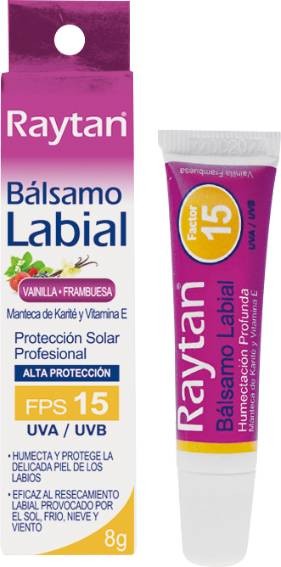 Raytan®
Bálsamo
Labial
VAINILLA • FRAMBUESA
Manteca de Karité y Vitamina E
Protección Solar
Profesional
ALTA PROTECCIÓN
FPS 15
UVA / UVB
• HUMECTA Y PROTEGE LA
DELICADA PIEL DE LOS
LABIOS
• EFICAZ AL RESECAMIENTO
LABIAL PROVOCADO POR
EL SOL, FRIO, NIEVE Y
VIENTO
8g
Vainilla Frambuesa
Factor
15
UVA / UVB
Raytan®
Bálsamo Labial
Humectación Profunda
Manteca de Karité y Vitamina E